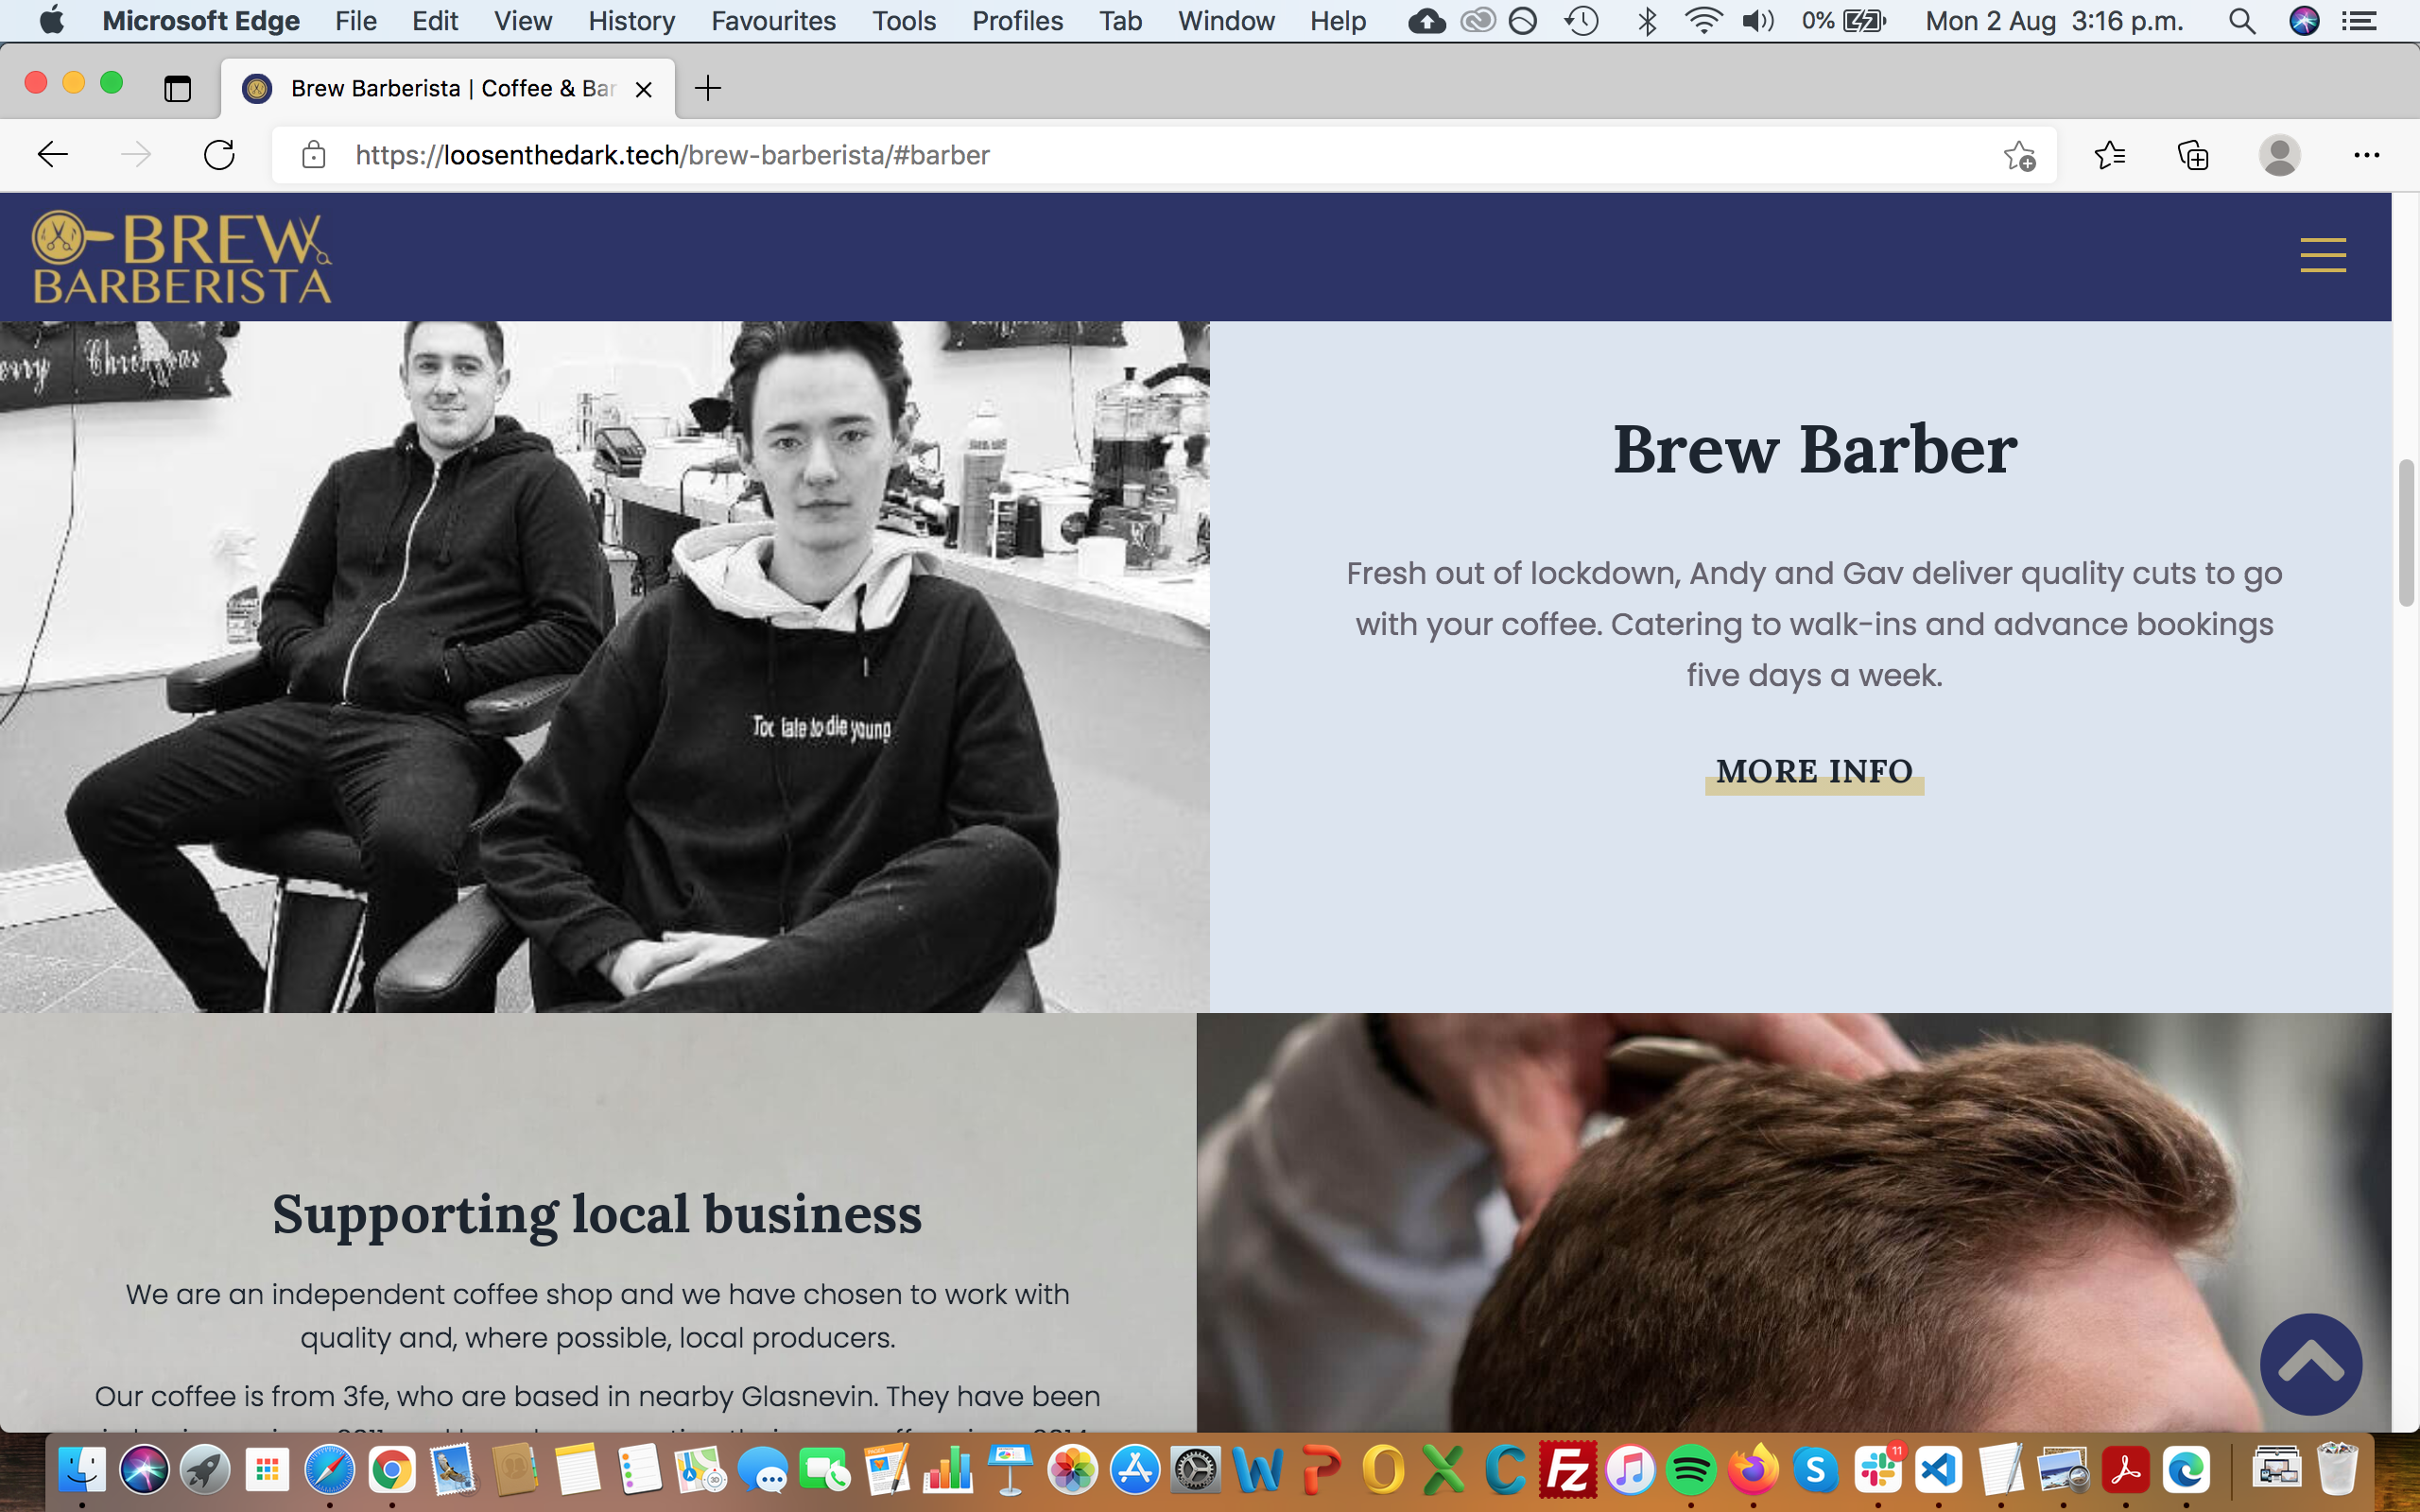 Microsoft Edge File Edit View History Favourites Tools Profiles Tab Window Help 0% Mon 2 Aug 3:16 p.m.
Brew Barberista | Coffee & Bar
https://loosenthedark.tech/brew-barberista/#barber
BREW
BARBERISTA
Christmas
Too late to die young
Brew Barber
Fresh out of lockdown, Andy and Gav deliver quality cuts to go
with your coffee. Catering to walk-ins and advance bookings
five days a week.
MORE INFO
Supporting local business
We are an independent coffee shop and we have chosen to work with
quality and, where possible, local producers.
Our coffee is from 3fe, who are based in nearby Glasnevin. They have been
11